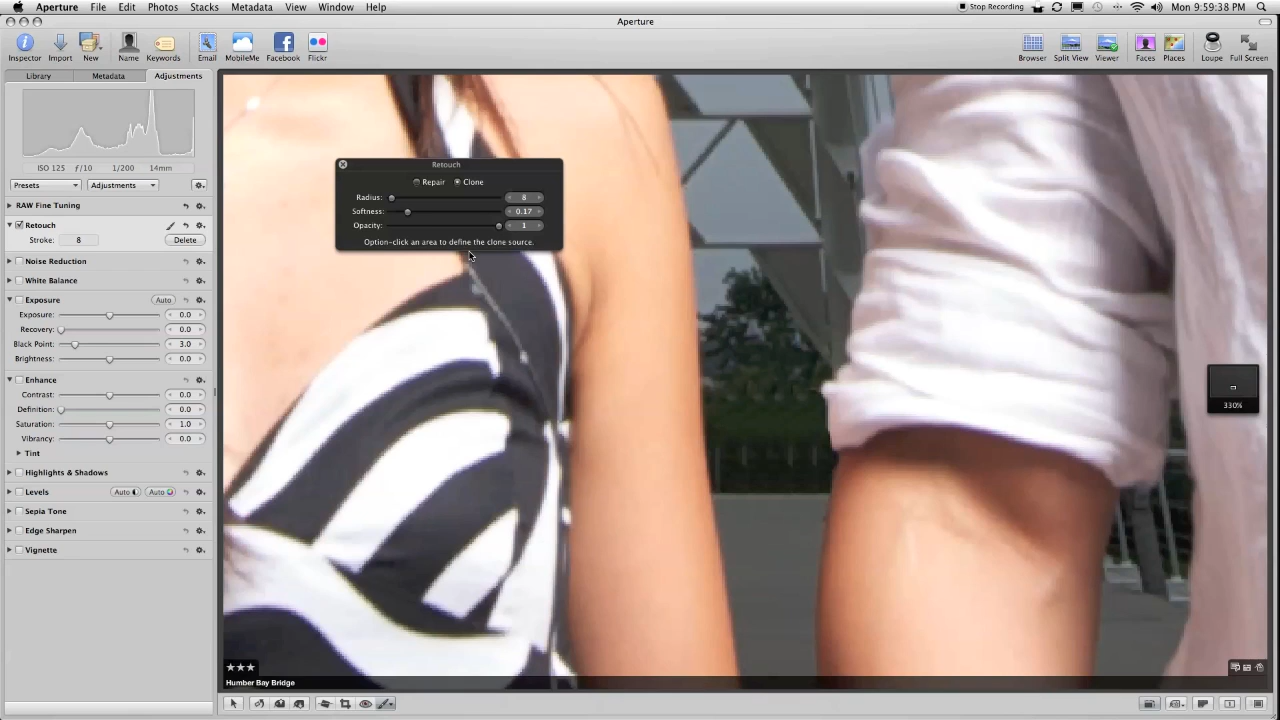 Aperture File Edit Photos Stacks Metadata View Window Help
Stop Recording Mon 9:59:38 PM
Aperture
Inspector Import New Name Keywords Email MobileMe Facebook Flickr
Browser Split View Viewer Faces Places Loupe Full Screen
Library Metadata Adjustments
ISO 125 f/10 1/200 14mm
Presets Adjustments
RAW Fine Tuning
Retouch
Stroke: 8 Delete
Noise Reduction
White Balance
Exposure Auto
Exposure: 0.0
Recovery: 0.0
Black Point: 3.0
Brightness: 0.0
Enhance
Contrast: 0.0
Definition: 0.0
Saturation: 1.0
Vibrancy: 0.0
Tint
Highlights & Shadows
Levels Auto Auto
Sepia Tone
Edge Sharpen
Vignette
Retouch
Repair Clone
Radius: 8
Softness: 0.17
Opacity: 1
Option-click an area to define the clone source.
330%
Humber Bay Bridge